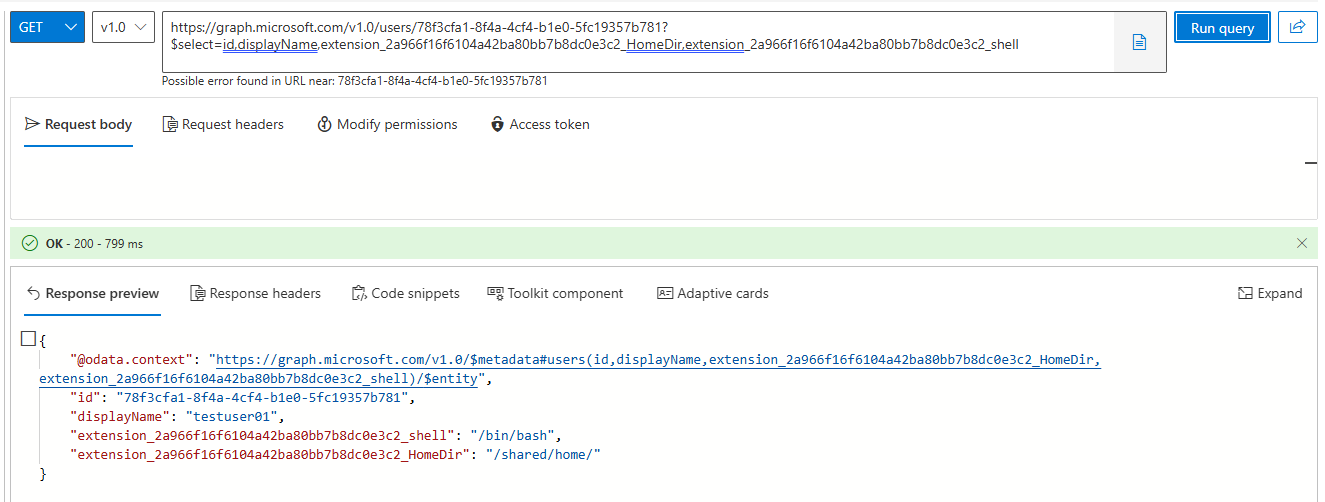 GET v1.0 https://graph.microsoft.com/v1.0/users/78f3cfa1-8f4a-4cf4-b1e0-5fc19357b781? Run query
$select=id,displayName,extension_2a966f16f6104a42ba80bb7b8dc0e3c2_HomeDir,extension_2a966f16f6104a42ba80bb7b8dc0e3c2_shell
Possible error found in URL near: 78f3cfa1-8f4a-4cf4-b1e0-5fc19357b781
Request body Request headers Modify permissions Access token
OK - 200 - 799 ms
Response preview Response headers Code snippets Toolkit component Adaptive cards Expand
{
"@odata.context": "https://graph.microsoft.com/v1.0/$metadata#users(id,displayName,extension_2a966f16f6104a42ba80bb7b8dc0e3c2_HomeDir,
extension_2a966f16f6104a42ba80bb7b8dc0e3c2_shell)/$entity",
"id": "78f3cfa1-8f4a-4cf4-b1e0-5fc19357b781",
"displayName": "testuser01",
"extension_2a966f16f6104a42ba80bb7b8dc0e3c2_shell": "/bin/bash",
"extension_2a966f16f6104a42ba80bb7b8dc0e3c2_HomeDir": "/shared/home/"
}